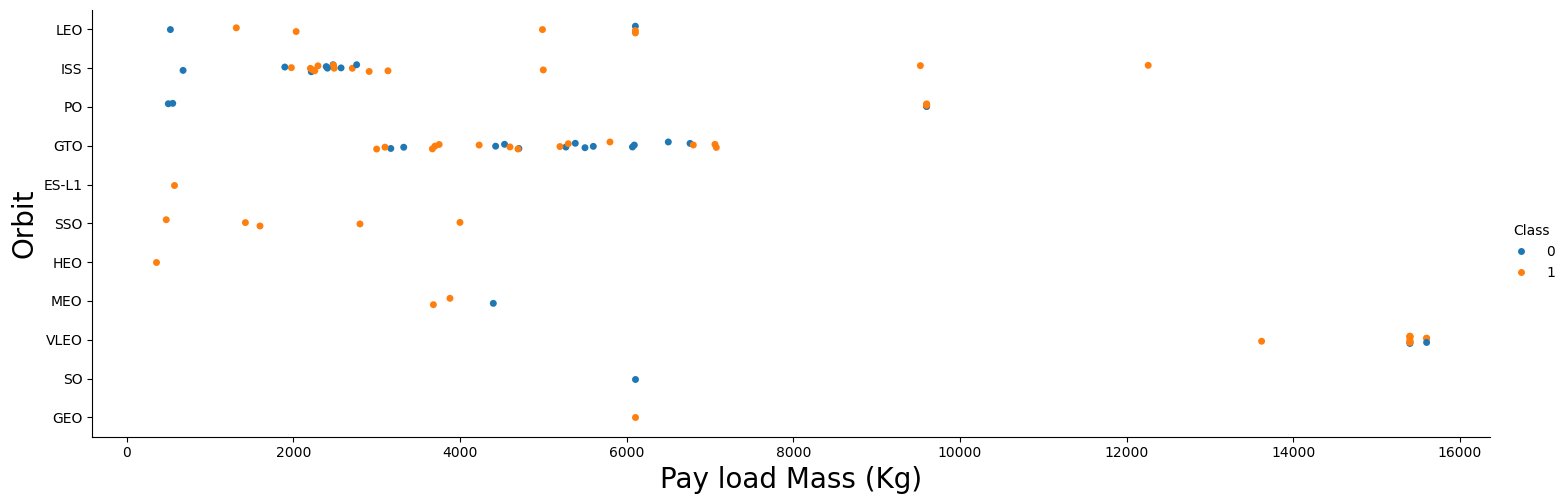 LEO
ISS
PO
GTO
ES-L1
SSO
HEO
MEO
VLEO
SO
GEO
Orbit
0 2000 4000 6000 8000 10000 12000 14000 16000
Pay load Mass (Kg)
Class
0
1